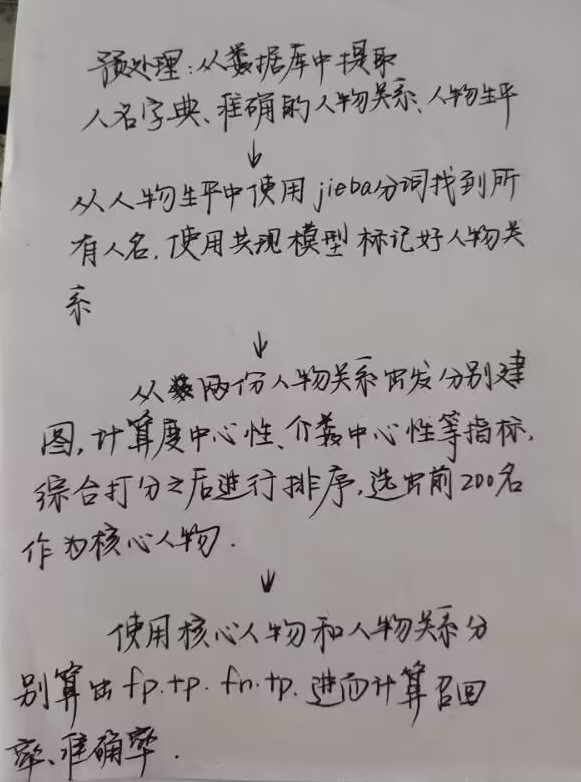 预处理:从数据库中提取
人名字典、准确的人物关系、人物生平
↓
从人物生平中使用jieba分词找到所
有人名,使用共现模型标记好人物关
系
↓
从两份人物关系出发分别建
图,计算度中心性、介数中心性等指标,
综合打分之后进行排序,选出前200名
作为核心人物.
↓
使用核心人物和人物关系分
别算出fp.tp.fn.tp.进而计算召回
率、准确率.